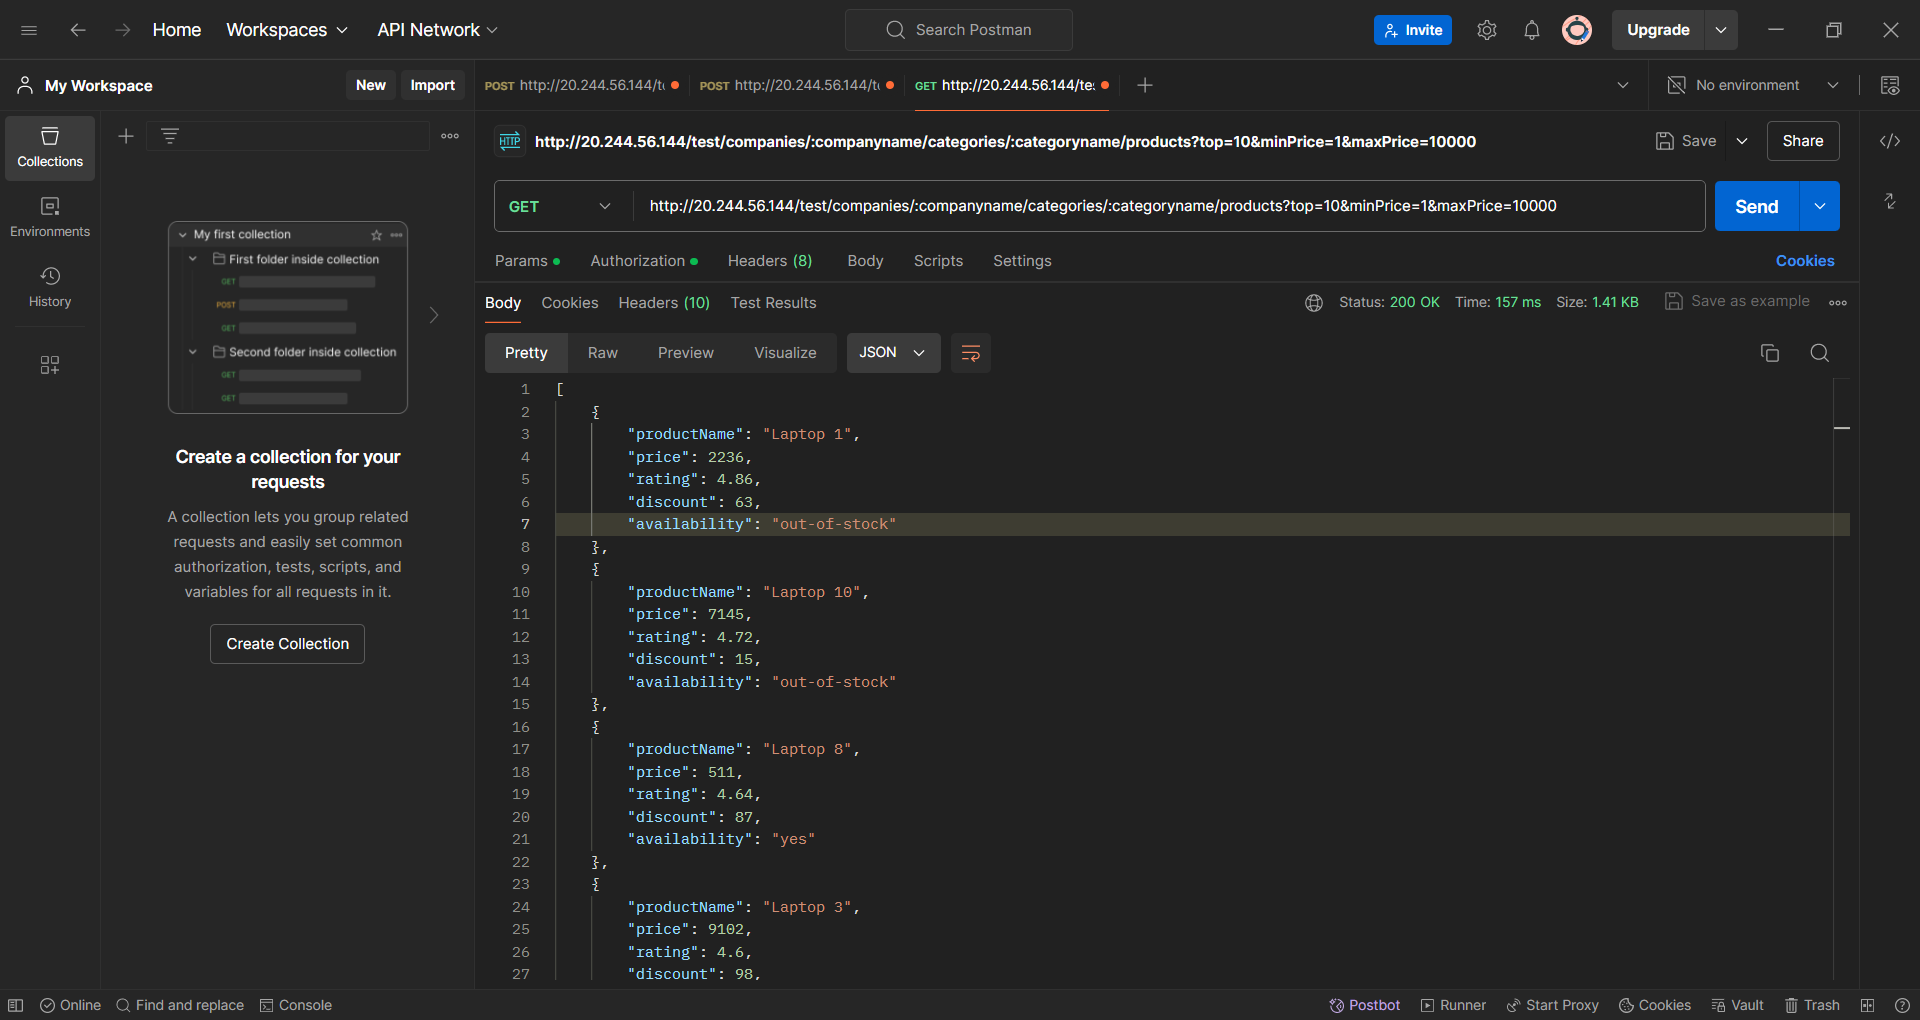 Home
Workspaces
API Network
Search Postman
Invite
Upgrade
My Workspace
New
Import
POST http://20.244.56.144/t
POST http://20.244.56.144/t
GET http://20.244.56.144/te
No environment
Collections
Environments
History
My first collection
First folder inside collection
GET
POST
GET
Second folder inside collection
GET
GET
Create a collection for your
requests
A collection lets you group related
requests and easily set common
authorization, tests, scripts, and
variables for all requests in it.
Create Collection
HTTP http://20.244.56.144/test/companies/:companyname/categories/:categoryname/products?top=10&minPrice=1&maxPrice=10000
Save
Share
GET
http://20.244.56.144/test/companies/:companyname/categories/:categoryname/products?top=10&minPrice=1&maxPrice=10000
Send
Params
Authorization
Headers (8)
Body
Scripts
Settings
Cookies
Body
Cookies
Headers (10)
Test Results
Status: 200 OK
Time: 157 ms
Size: 1.41 KB
Save as example
Pretty
Raw
Preview
Visualize
JSON
1 [
2 {
3 "productName": "Laptop 1",
4 "price": 2236,
5 "rating": 4.86,
6 "discount": 63,
7 "availability": "out-of-stock"
8 },
9 {
10 "productName": "Laptop 10",
11 "price": 7145,
12 "rating": 4.72,
13 "discount": 15,
14 "availability": "out-of-stock"
15 },
16 {
17 "productName": "Laptop 8",
18 "price": 511,
19 "rating": 4.64,
20 "discount": 87,
21 "availability": "yes"
22 },
23 {
24 "productName": "Laptop 3",
25 "price": 9102,
26 "rating": 4.6,
27 "discount": 98,
Online
Find and replace
Console
Postbot
Runner
Start Proxy
Cookies
Vault
Trash